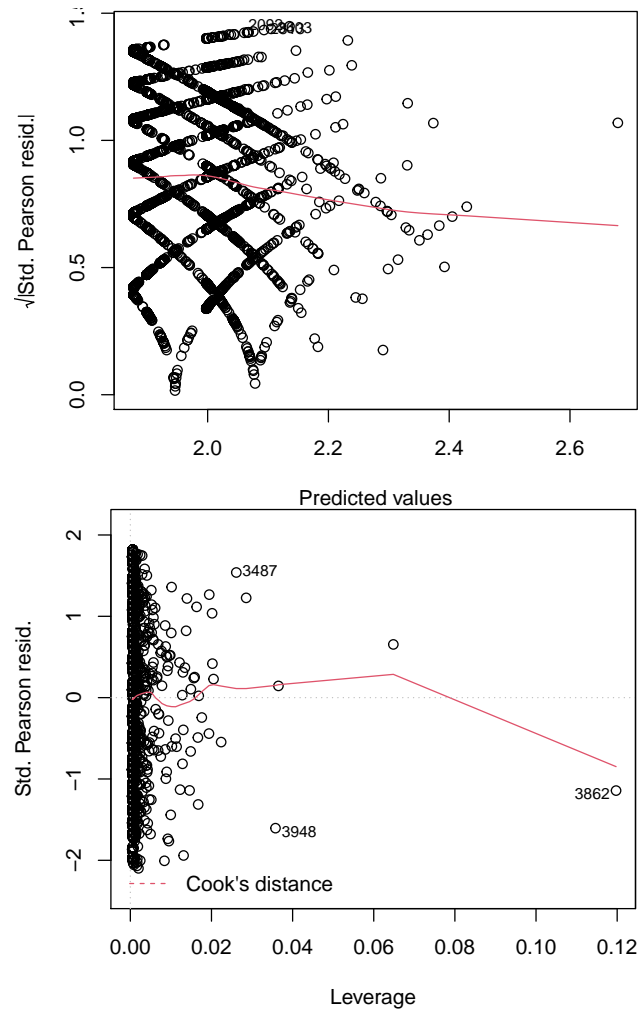 1.5
1.0
0.5
0.0
√|Std. Pearson resid.|
2.0 2.2 2.4 2.6
Predicted values
2
1
0
−1
−2
Std. Pearson resid.
3487
3948
3862
Cook's distance
0.00 0.02 0.04 0.06 0.08 0.10 0.12
Leverage